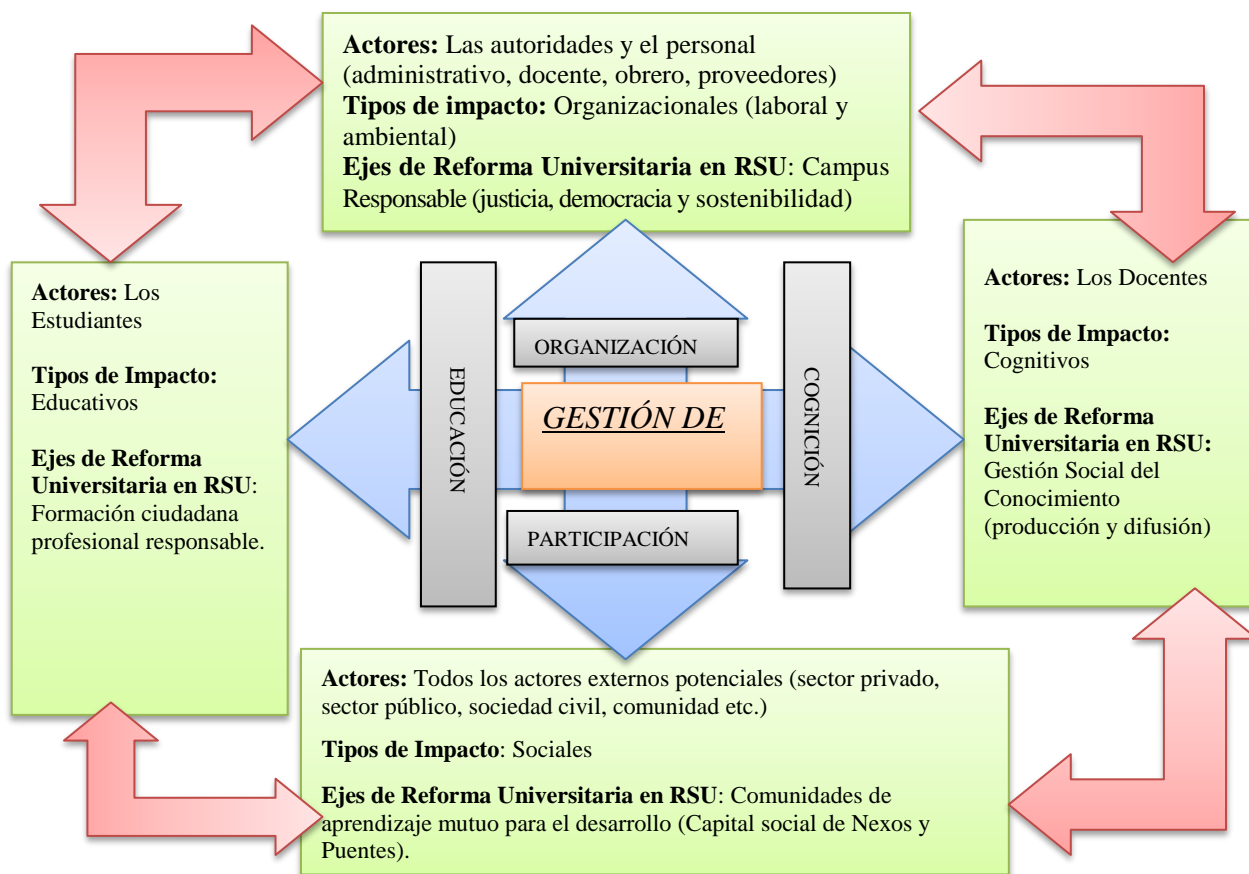 Actores: Las autoridades y el personal
(administrativo, docente, obrero, proveedores)
Tipos de impacto: Organizacionales (laboral y
ambiental)
Ejes de Reforma Universitaria en RSU: Campus
Responsable (justicia, democracia y sostenibilidad)
Actores: Los
Estudiantes
Tipos de Impacto:
Educativos
Ejes de Reforma
Universitaria en RSU:
Formación ciudadana
profesional responsable.
EDUCACIÓN
ORGANIZACIÓN
GESTIÓN DE
PARTICIPACIÓN
COGNICIÓN
Actores: Los Docentes
Tipos de Impacto:
Cognitivos
Ejes de Reforma
Universitaria en RSU:
Gestión Social del
Conocimiento
(producción y difusión)
Actores: Todos los actores externos potenciales (sector privado,
sector público, sociedad civil, comunidad etc.)
Tipos de Impacto: Sociales
Ejes de Reforma Universitaria en RSU: Comunidades de
aprendizaje mutuo para el desarrollo (Capital social de Nexos y
Puentes).